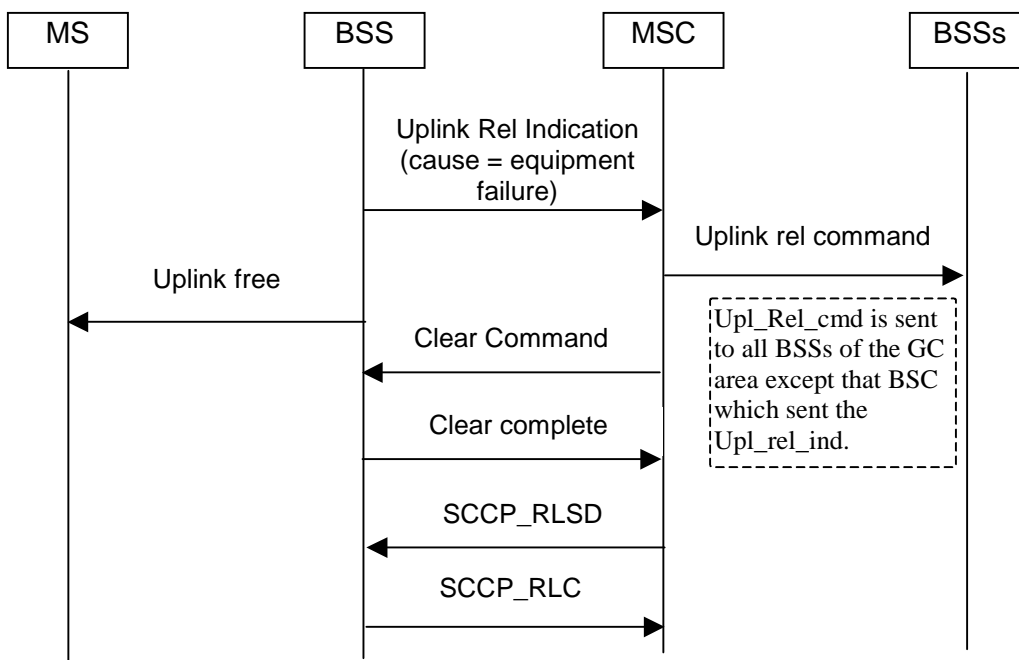 MS
BSS
MSC
BSSs
Uplink Rel Indication
(cause = equipment
failure)
Uplink rel command
Uplink free
Upl_Rel_cmd is sent
to all BSSs of the GC
area except that BSC
which sent the
Upl_rel_ind.
Clear Command
Clear complete
SCCP_RLSD
SCCP_RLC